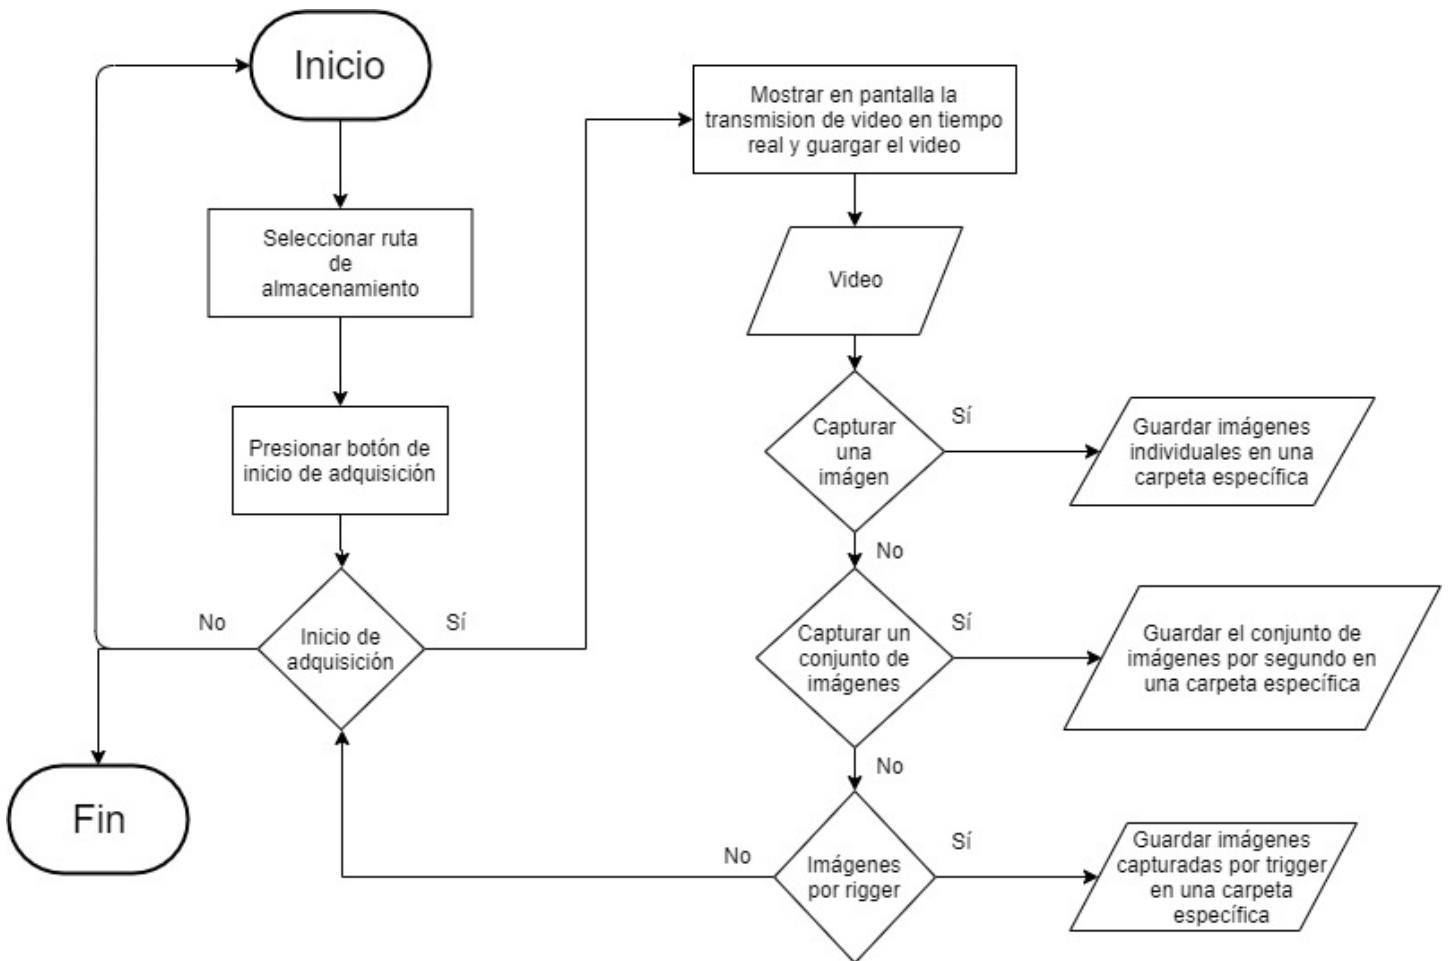 Inicio
Seleccionar ruta
de
almacenamiento
Presionar botón de
inicio de adquisición
No
Inicio de
adquisición
Sí
Fin
Mostrar en pantalla la
transmision de video en tiempo
real y guargar el video
Video
Capturar
una
imágen
Sí
Guardar imágenes
individuales en una
carpeta específica
No
Capturar un
conjunto de
imágenes
Sí
Guardar el conjunto de
imágenes por segundo en
una carpeta específica
No
Imágenes
por rigger
No
Sí
Guardar imágenes
capturadas por trigger
en una carpeta
específica